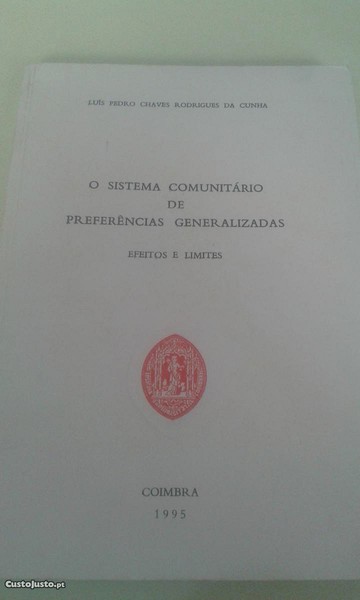 LUÍS PEDRO CHAVES RODRIGUES DA CUNHA
O SISTEMA COMUNITÁRIO
DE
PREFERÊNCIAS GENERALIZADAS
EFEITOS E LIMITES
COIMBRA
1995
CustoJusto.pt